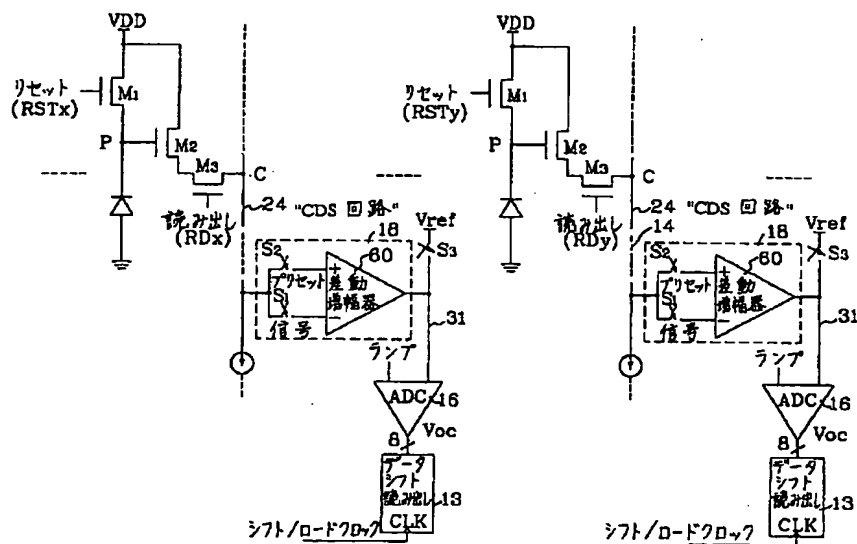 VDD
リセット
(RSTx)
M1
P
M2
M3
C
読み出し
(RDx)
24
"CDS 回路"
18
60
Vref
S3
S2
プリセット
S1
信号
+
−
差動
増幅器
31
ランプ
ADC
16
8
Voc
データ
シフト
読み出し
13
CLK
シフト/ロードクロック
VDD
リセット
(RSTy)
M1
P
M2
M3
C
読み出し
(RDy)
24
"CDS 回路"
14
18
60
Vref
S3
S2
プリセット
S1
信号
+
−
差動
増幅器
31
ランプ
ADC
16
8
Voc
データ
シフト
読み出し
13
CLK
シフト/ロードクロック